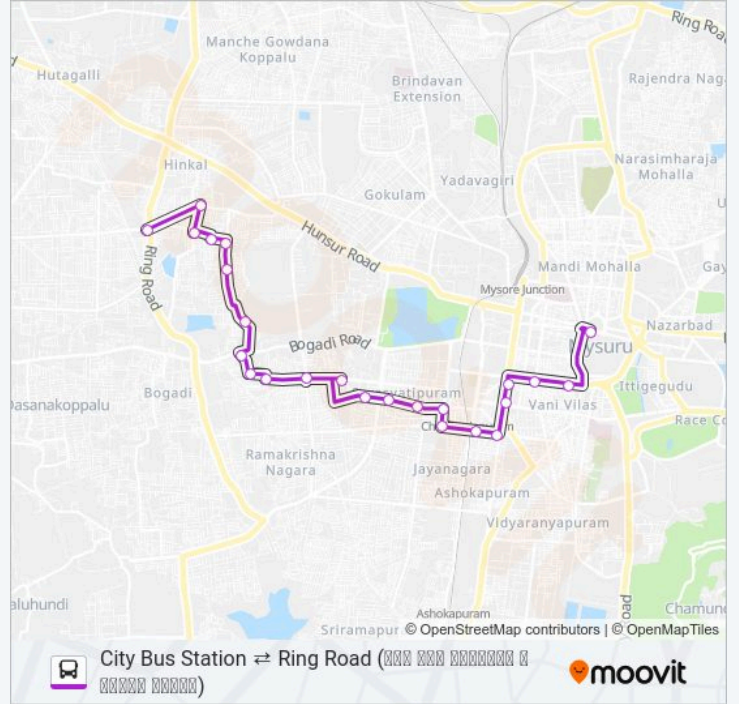 Ring Road
Manche Gowdana
Koppalu
Hutagalli
Brindavan
Extension
Rajendra Nag
Hinkal
Narasimharaja
Mohalla
Yadavagiri
Gokulam
Hunsur Road
Mandi Mohalla
Ring Road
Mysore Junction
Bogadi Road
Nazarbad
Mysuru
Ittigegudu
Bogadi
Vani Vilas
Dasanakoppalu
Race Co
Ramakrishna
Nagara
Jayanagara
Ashokapuram
Vidyaranyapuram
aluhundi
Ashokapuram
Chamun
Srirampur
© OpenStreetMap contributors | © OpenMapTiles
City Bus Station ⇄ Ring Road (
)
moovit